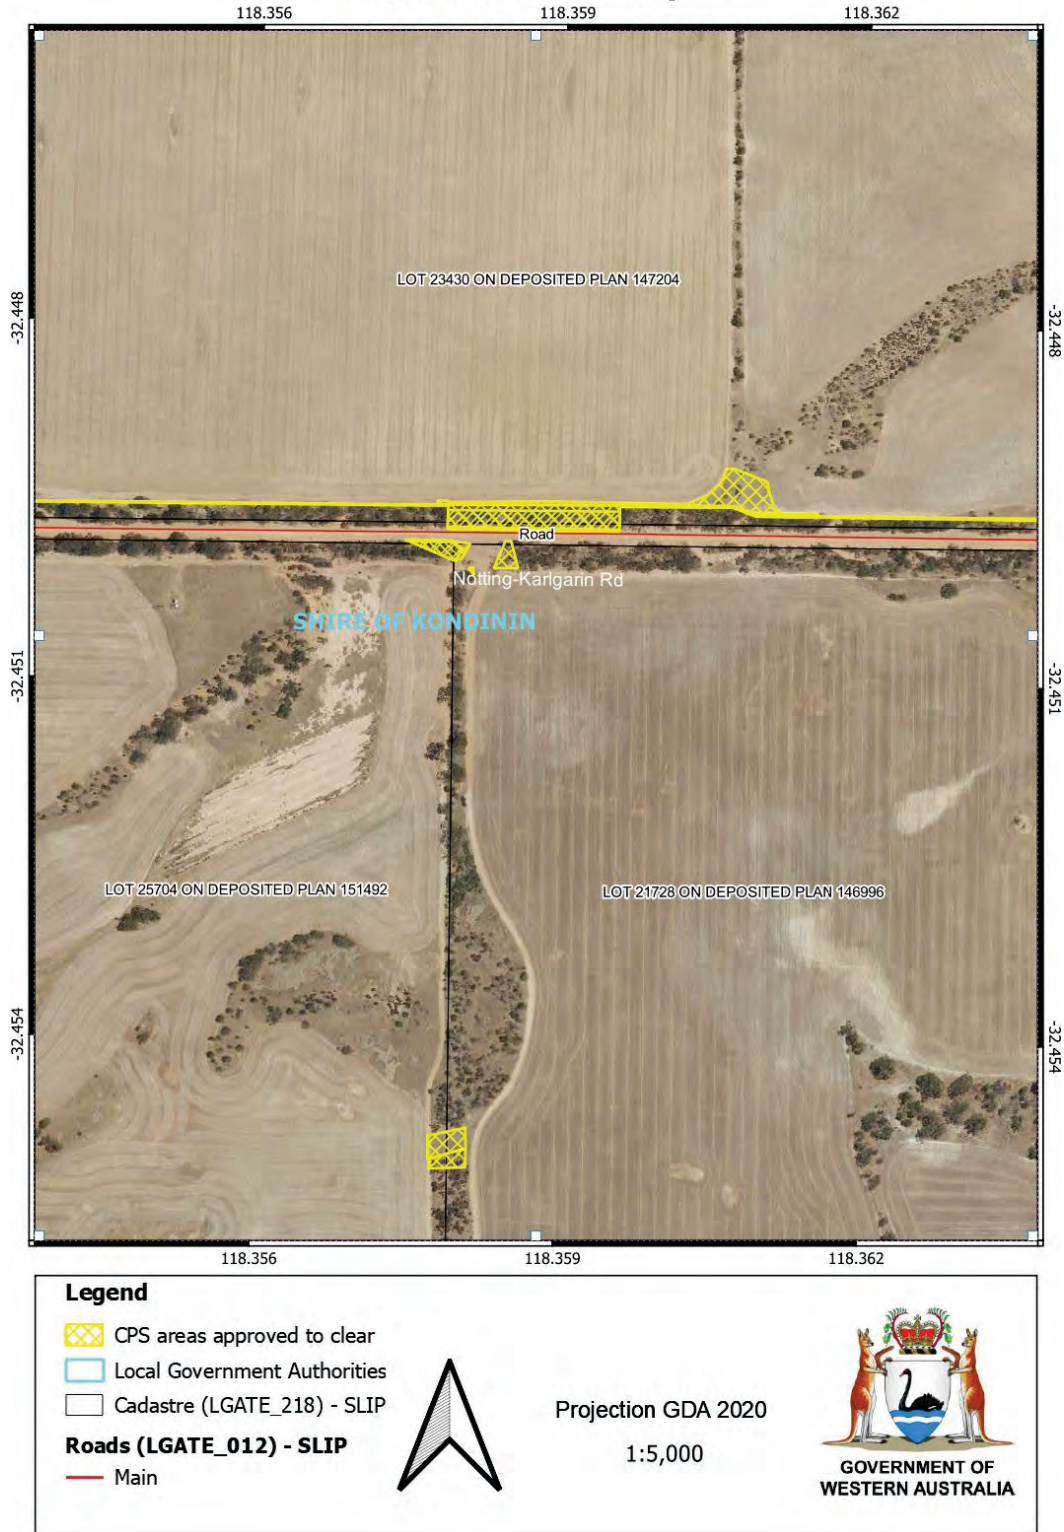 118.356 118.359 118.362
LOT 23430 ON DEPOSITED PLAN 147204
-32.448 -32.448
Road
Notting-Karlgarin Rd
SHIRE OF KONDININ
-32.451 -32.451
LOT 25704 ON DEPOSITED PLAN 151492
LOT 21728 ON DEPOSITED PLAN 146996
-32.454 -32.454
118.356 118.359 118.362
Legend
CPS areas approved to clear
Local Government Authorities
Cadastre (LGATE_218) - SLIP
Roads (LGATE_012) - SLIP
Main
Projection GDA 2020
1:5,000
GOVERNMENT OF
WESTERN AUSTRALIA